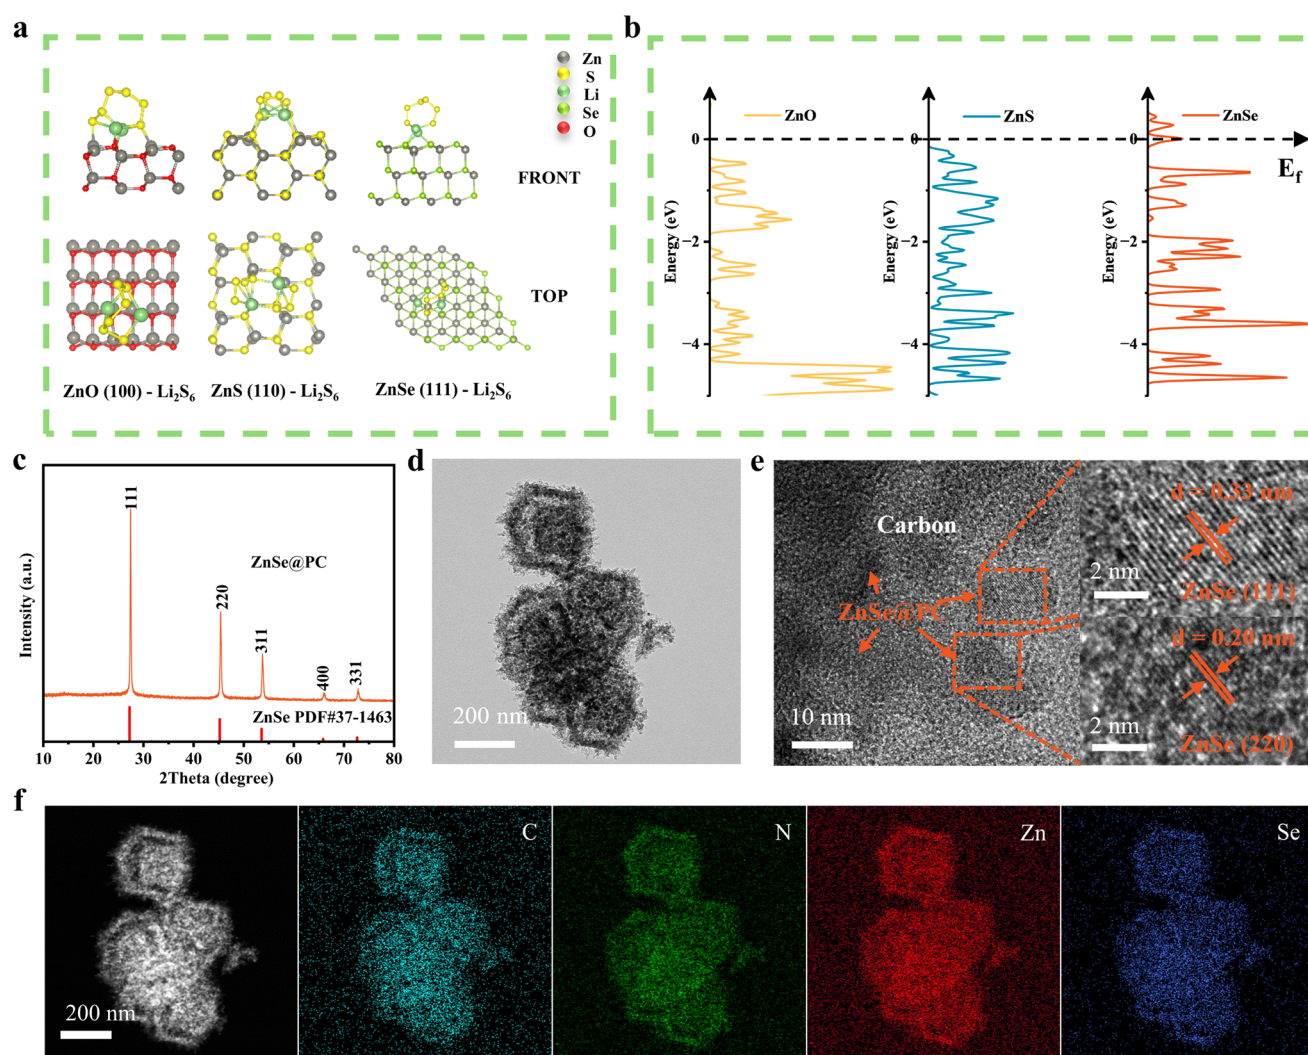 a
Zn
S
Li
Se
O
FRONT
TOP
ZnO (100) - Li₂S₆
ZnS (110) - Li₂S₆
ZnSe (111) - Li₂S₆
b
ZnO
ZnS
ZnSe
0
−2
−4
Energy (eV)
0
−2
−4
Energy (eV)
0
−2
−4
Energy (eV)
E_f
c
111
220
311
400
331
ZnSe@PC
ZnSe PDF#37-1463
Intensity (a.u.)
10 20 30 40 50 60 70 80
2Theta (degree)
d
200 nm
e
Carbon
ZnSe@PC
10 nm
d = 0.33 nm
2 nm
ZnSe (111)
d = 0.20 nm
2 nm
ZnSe (220)
f
200 nm
C
N
Zn
Se